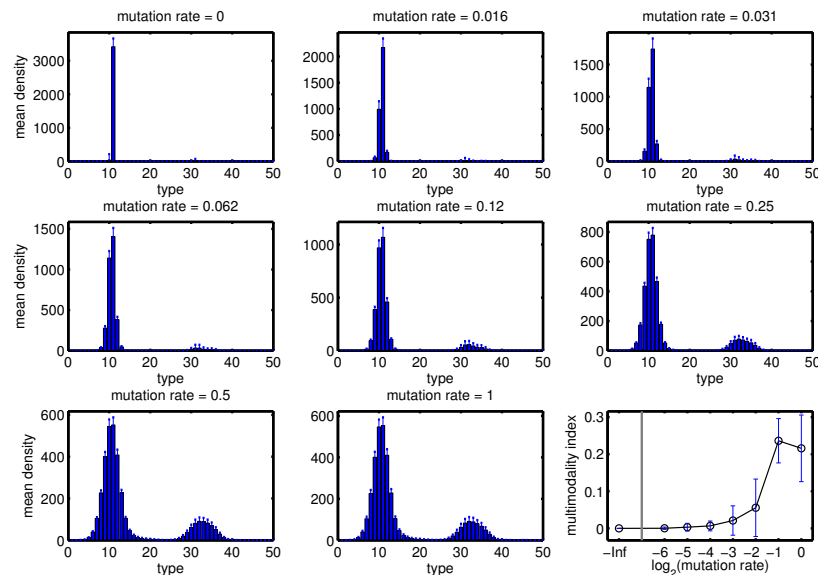 mutation rate = 0
mutation rate = 0.016
mutation rate = 0.031
mean density
3000
2000
1000
0
0 10 20 30 40 50
type
2000
1500
1000
500
0
0 10 20 30 40 50
type
1500
1000
500
0
0 10 20 30 40 50
type
mutation rate = 0.062
mutation rate = 0.12
mutation rate = 0.25
mean density
1500
1000
500
0
0 10 20 30 40 50
type
1000
500
0
0 10 20 30 40 50
type
800
600
400
200
0
0 10 20 30 40 50
type
mutation rate = 0.5
mutation rate = 1
mean density
600
400
200
0
0 10 20 30 40 50
type
600
400
200
0
0 10 20 30 40 50
type
multimodality index
0.3
0.2
0.1
0
−Inf −6 −5 −4 −3 −2 −1 0
log2(mutation rate)